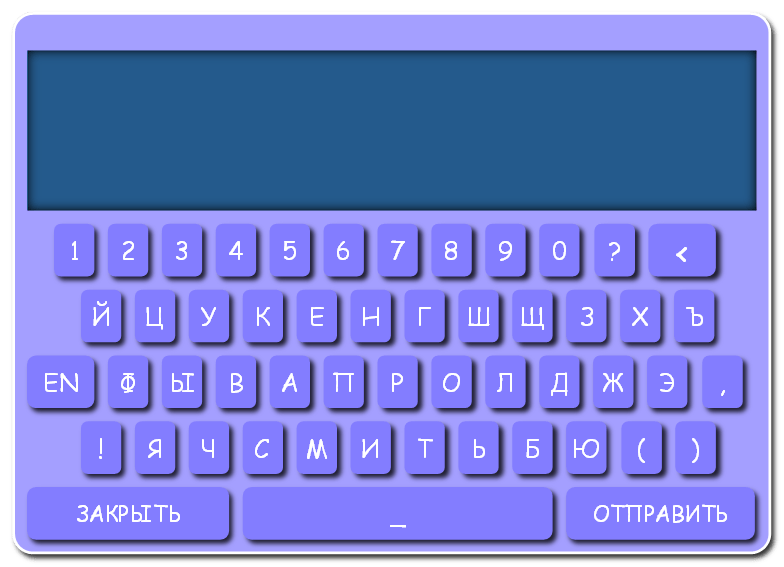 1 2 3 4 5 6 7 8 9 0 ? <
Й Ц У К Е Н Г Ш Щ З Х Ъ
EN Ф Ы В А П Р О Л Д Ж Э ,
! Я Ч С М И Т Ь Б Ю ( )
ЗАКРЫТЬ _ ОТПРАВИТЬ